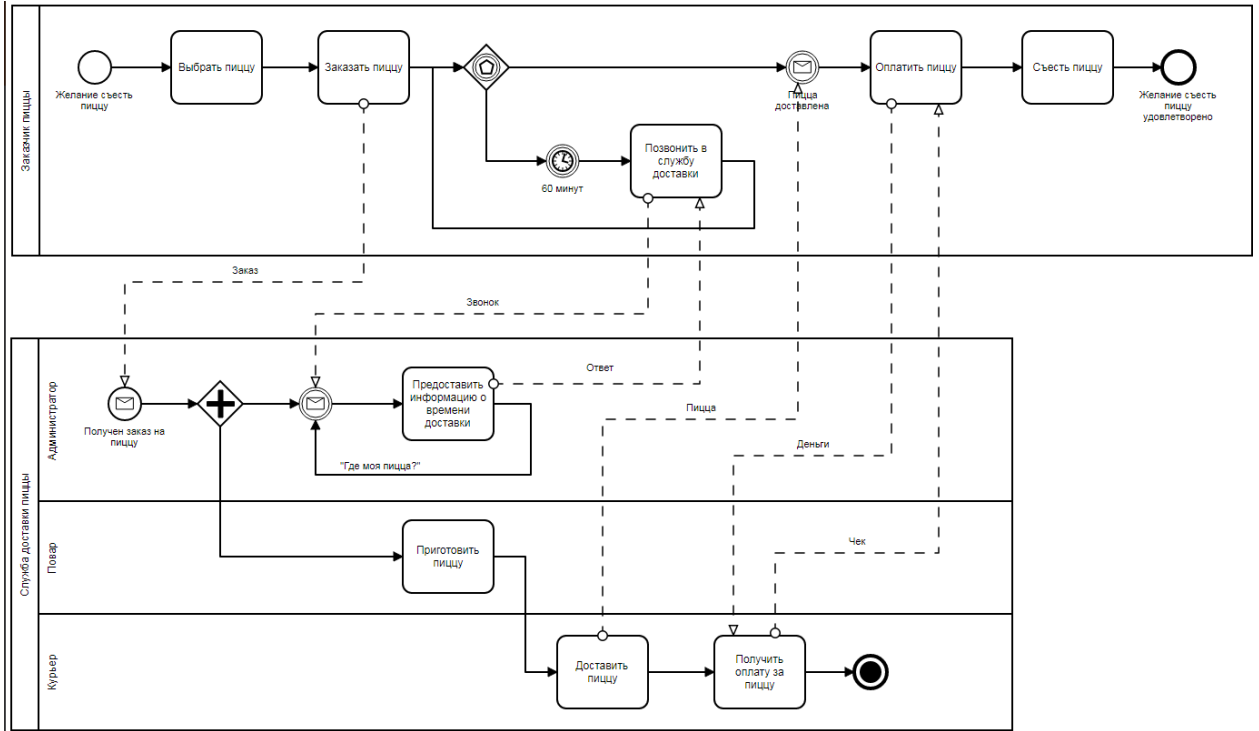 Заказчик пиццы
Желание съесть
пиццу
Выбрать пиццу
Заказать пиццу
60 минут
Позвонить в
службу
доставки
Пицца
доставлена
Оплатить пиццу
Съесть пиццу
Желание съесть
пиццу
удовлетворено
Заказ
Звонок
Ответ
Пицца
Деньги
Чек
Служба доставки пиццы
Администратор
Получен заказ на
пиццу
Предоставить
информацию о
времени
доставки
"Где моя пицца?"
Повар
Приготовить
пиццу
Курьер
Доставить
пиццу
Получить
оплату за
пиццу